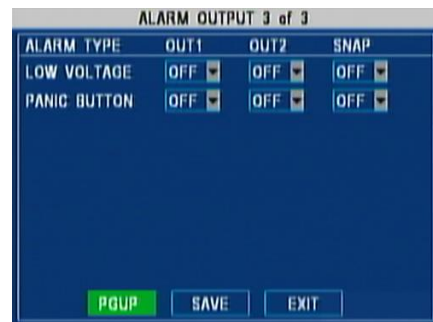 ALARM OUTPUT 3 of 3
ALARM TYPE OUT1 OUT2 SNAP
LOW VOLTAGE OFF OFF OFF
PANIC BUTTON OFF OFF OFF
PGUP SAVE EXIT